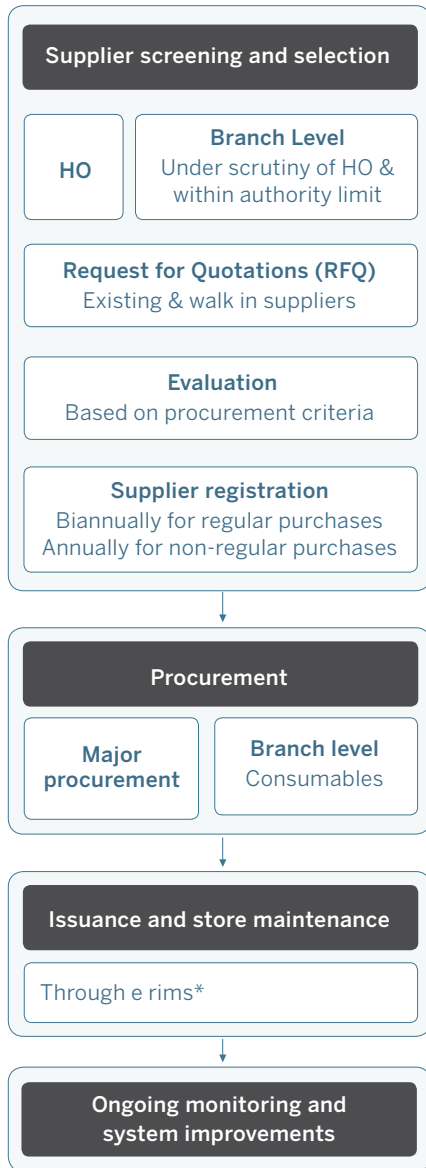 Supplier screening and selection
HO
Branch Level
Under scrutiny of HO &
within authority limit
Request for Quotations (RFQ)
Existing & walk in suppliers
Evaluation
Based on procurement criteria
Supplier registration
Biannually for regular purchases
Annually for non-regular purchases
Procurement
Major
procurement
Branch level
Consumables
Issuance and store maintenance
Through e rims*
Ongoing monitoring and
system improvements